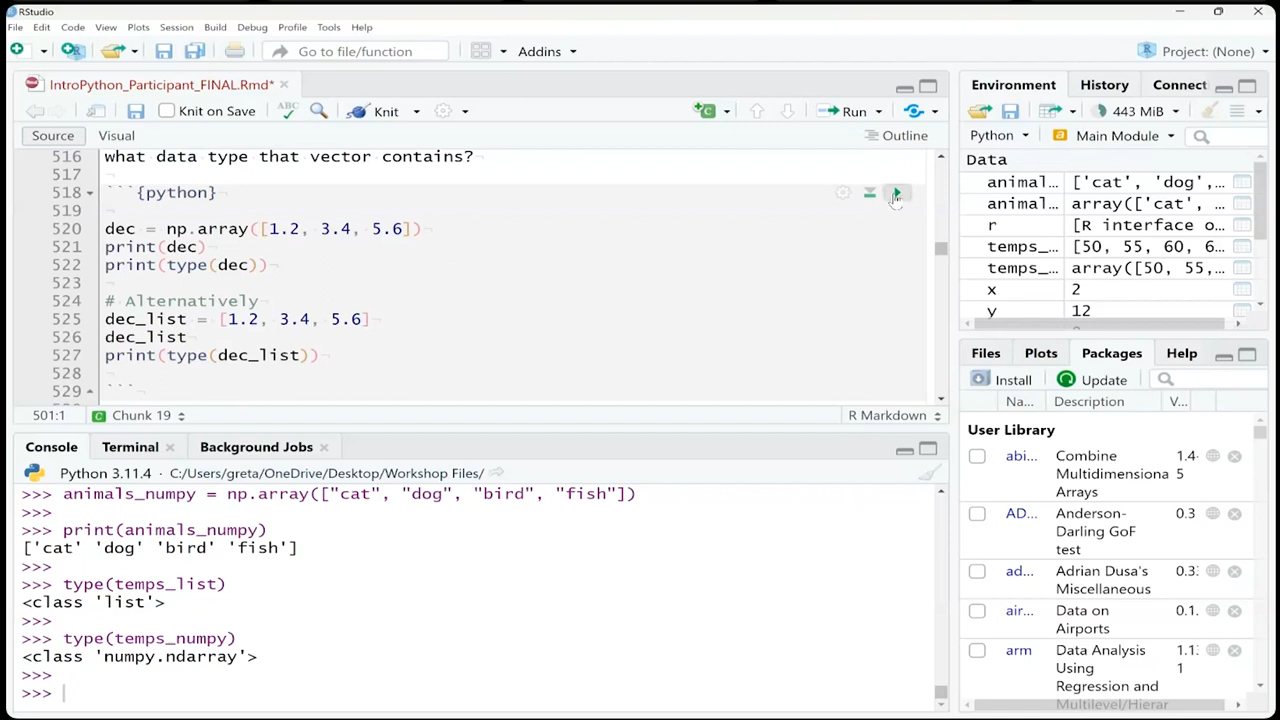 RStudio
File Edit Code View Plots Session Build Debug Profile Tools Help
Go to file/function Addins Project: (None)
IntroPython_Participant_FINAL.Rmd*
Knit on Save ABC Knit Run
Source Visual Outline
516 what data type that vector contains?
517
518 ```{python}
519
520 dec = np.array([1.2, 3.4, 5.6])
521 print(dec)
522 print(type(dec))
523
524 # Alternatively
525 dec_list = [1.2, 3.4, 5.6]
526 dec_list
527 print(type(dec_list))
528
529 ```
501:1 Chunk 19 R Markdown
Console Terminal Background Jobs
Python 3.11.4 · C:/Users/greta/OneDrive/Desktop/Workshop Files/
>>> animals_numpy = np.array(["cat", "dog", "bird", "fish"])
>>>
>>> print(animals_numpy)
['cat' 'dog' 'bird' 'fish']
>>>
>>> type(temps_list)
<class 'list'>
>>>
>>> type(temps_numpy)
<class 'numpy.ndarray'>
>>>
>>>
Environment History Connect
443 MiB
Python Main Module
Data
animal… ['cat', 'dog',…
animal… array(['cat', …
r [R interface o…
temps_… [50, 55, 60, 6…
temps_… array([50, 55,…
x 2
y 12
Files Plots Packages Help
Install Update
Na... Description V...
User Library
abi... Combine 1.4-
Multidimensiona 5
Arrays
AD... Anderson- 0.3
Darling GoF
test
ad... Adrian Dusa's 0.3
Miscellaneous
air... Data on 0.1.
Airports
arm Data Analysis 1.1
Using 1
Regression and
Multilevel/Hierar